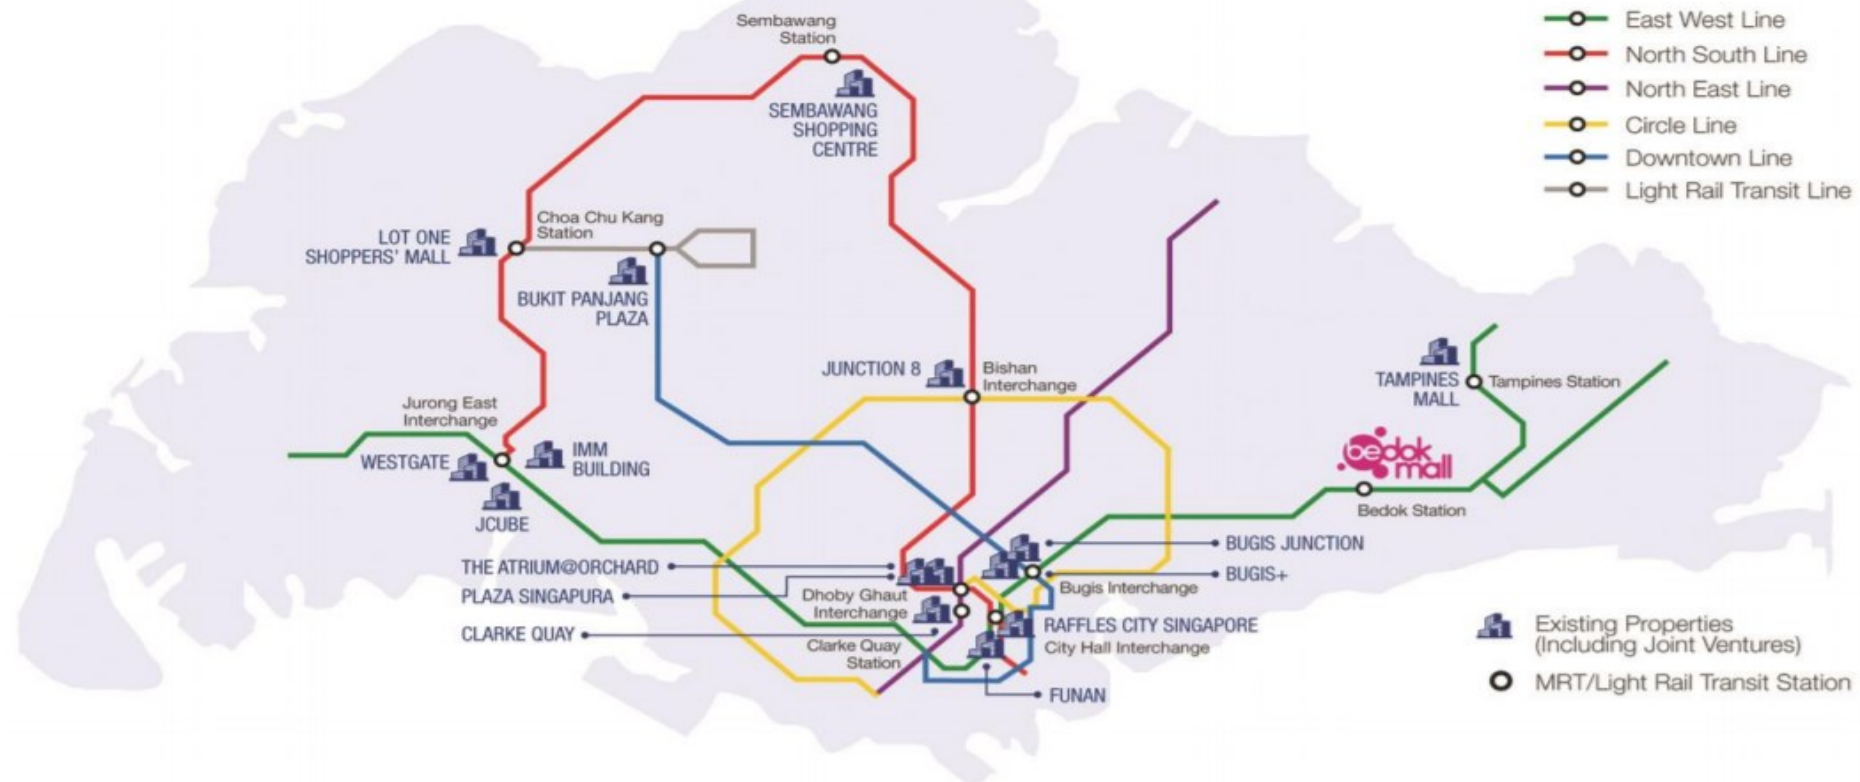 Sembawang
Station
SEMBAWANG
SHOPPING
CENTRE
East West Line
North South Line
North East Line
Circle Line
Downtown Line
Light Rail Transit Line
Choa Chu Kang
Station
LOT ONE
SHOPPERS' MALL
BUKIT PANJANG
PLAZA
JUNCTION 8
Bishan
Interchange
TAMPINES
MALL
Tampines Station
Jurong East
Interchange
WESTGATE
IMM
BUILDING
JCUBE
bedok
mall
Bedok Station
THE ATRIUM@ORCHARD
PLAZA SINGAPURA
CLARKE QUAY
Dhoby Ghaut
Interchange
Clarke Quay
Station
BUGIS JUNCTION
BUGIS+
Bugis Interchange
RAFFLES CITY SINGAPORE
City Hall Interchange
FUNAN
Existing Properties
(Including Joint Ventures)
MRT/Light Rail Transit Station